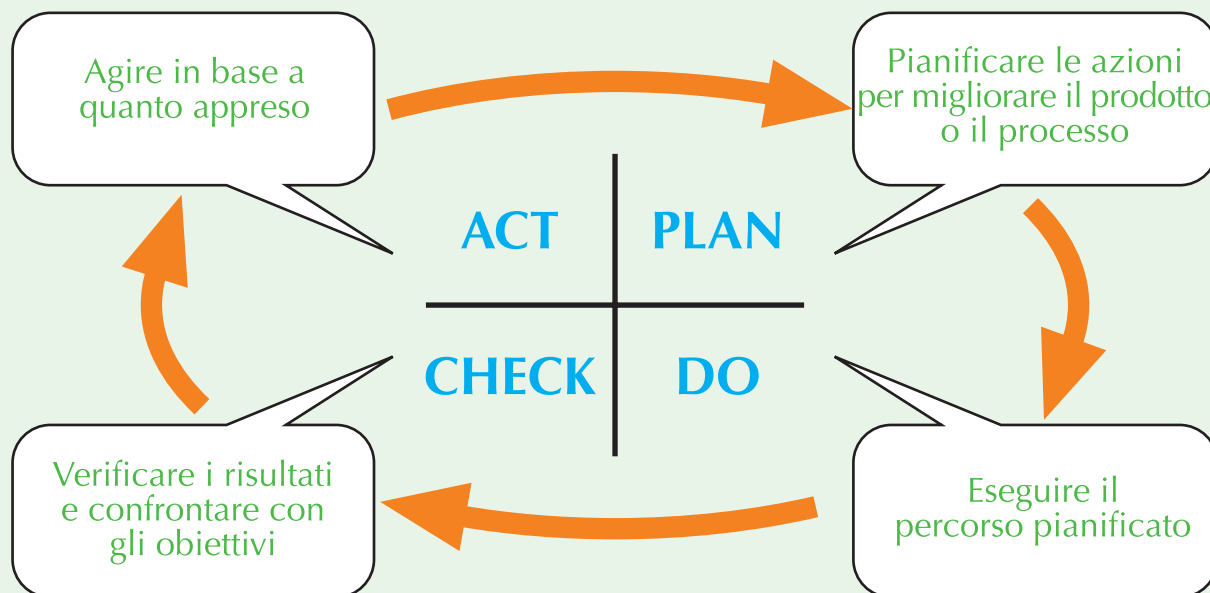 Agire in base a
quanto appreso
Pianificare le azioni
per migliorare il prodotto
o il processo
ACT
PLAN
CHECK
DO
Verificare i risultati
e confrontare con
gli obiettivi
Eseguire il
percorso pianificato